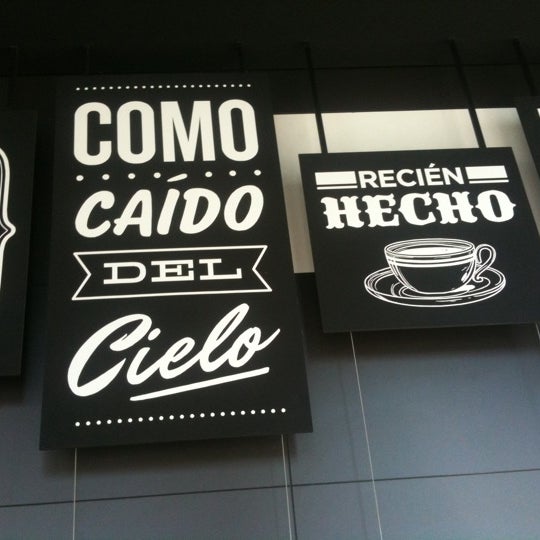 COMO
CAÍDO
DEL
Cielo
RECIÉN
HECHO